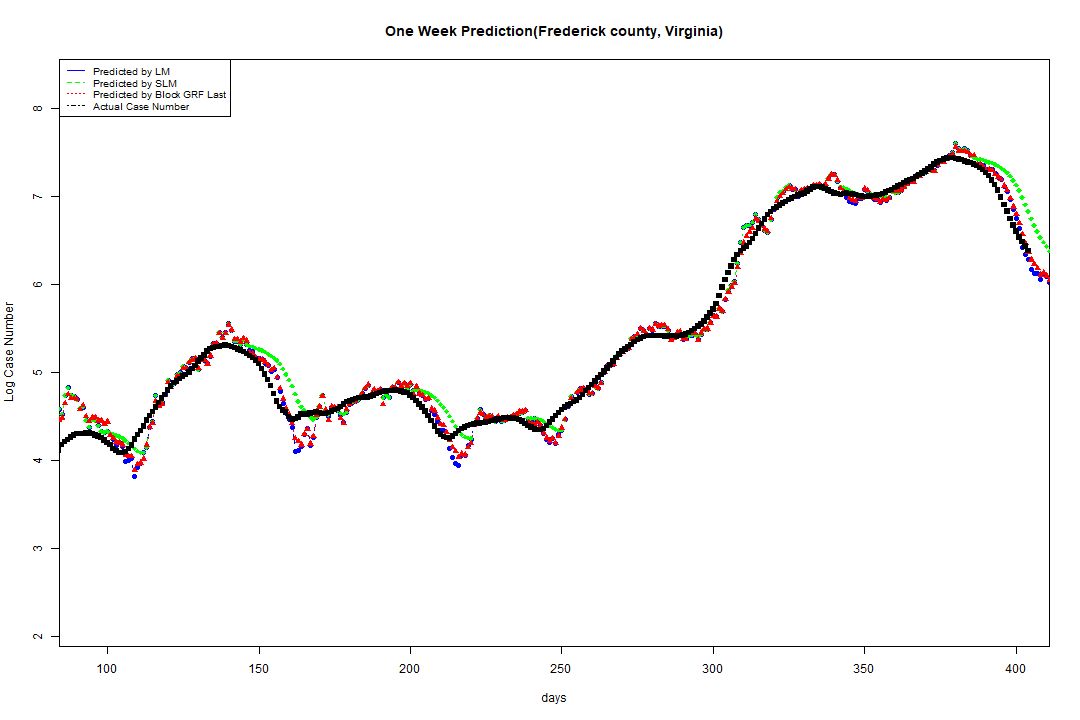 One Week Prediction(Frederick county, Virginia)
Predicted by LM
Predicted by SLM
Predicted by Block GRF Last
Actual Case Number
8
7
6
5
4
3
2
Log Case Number
100 150 200 250 300 350 400
days